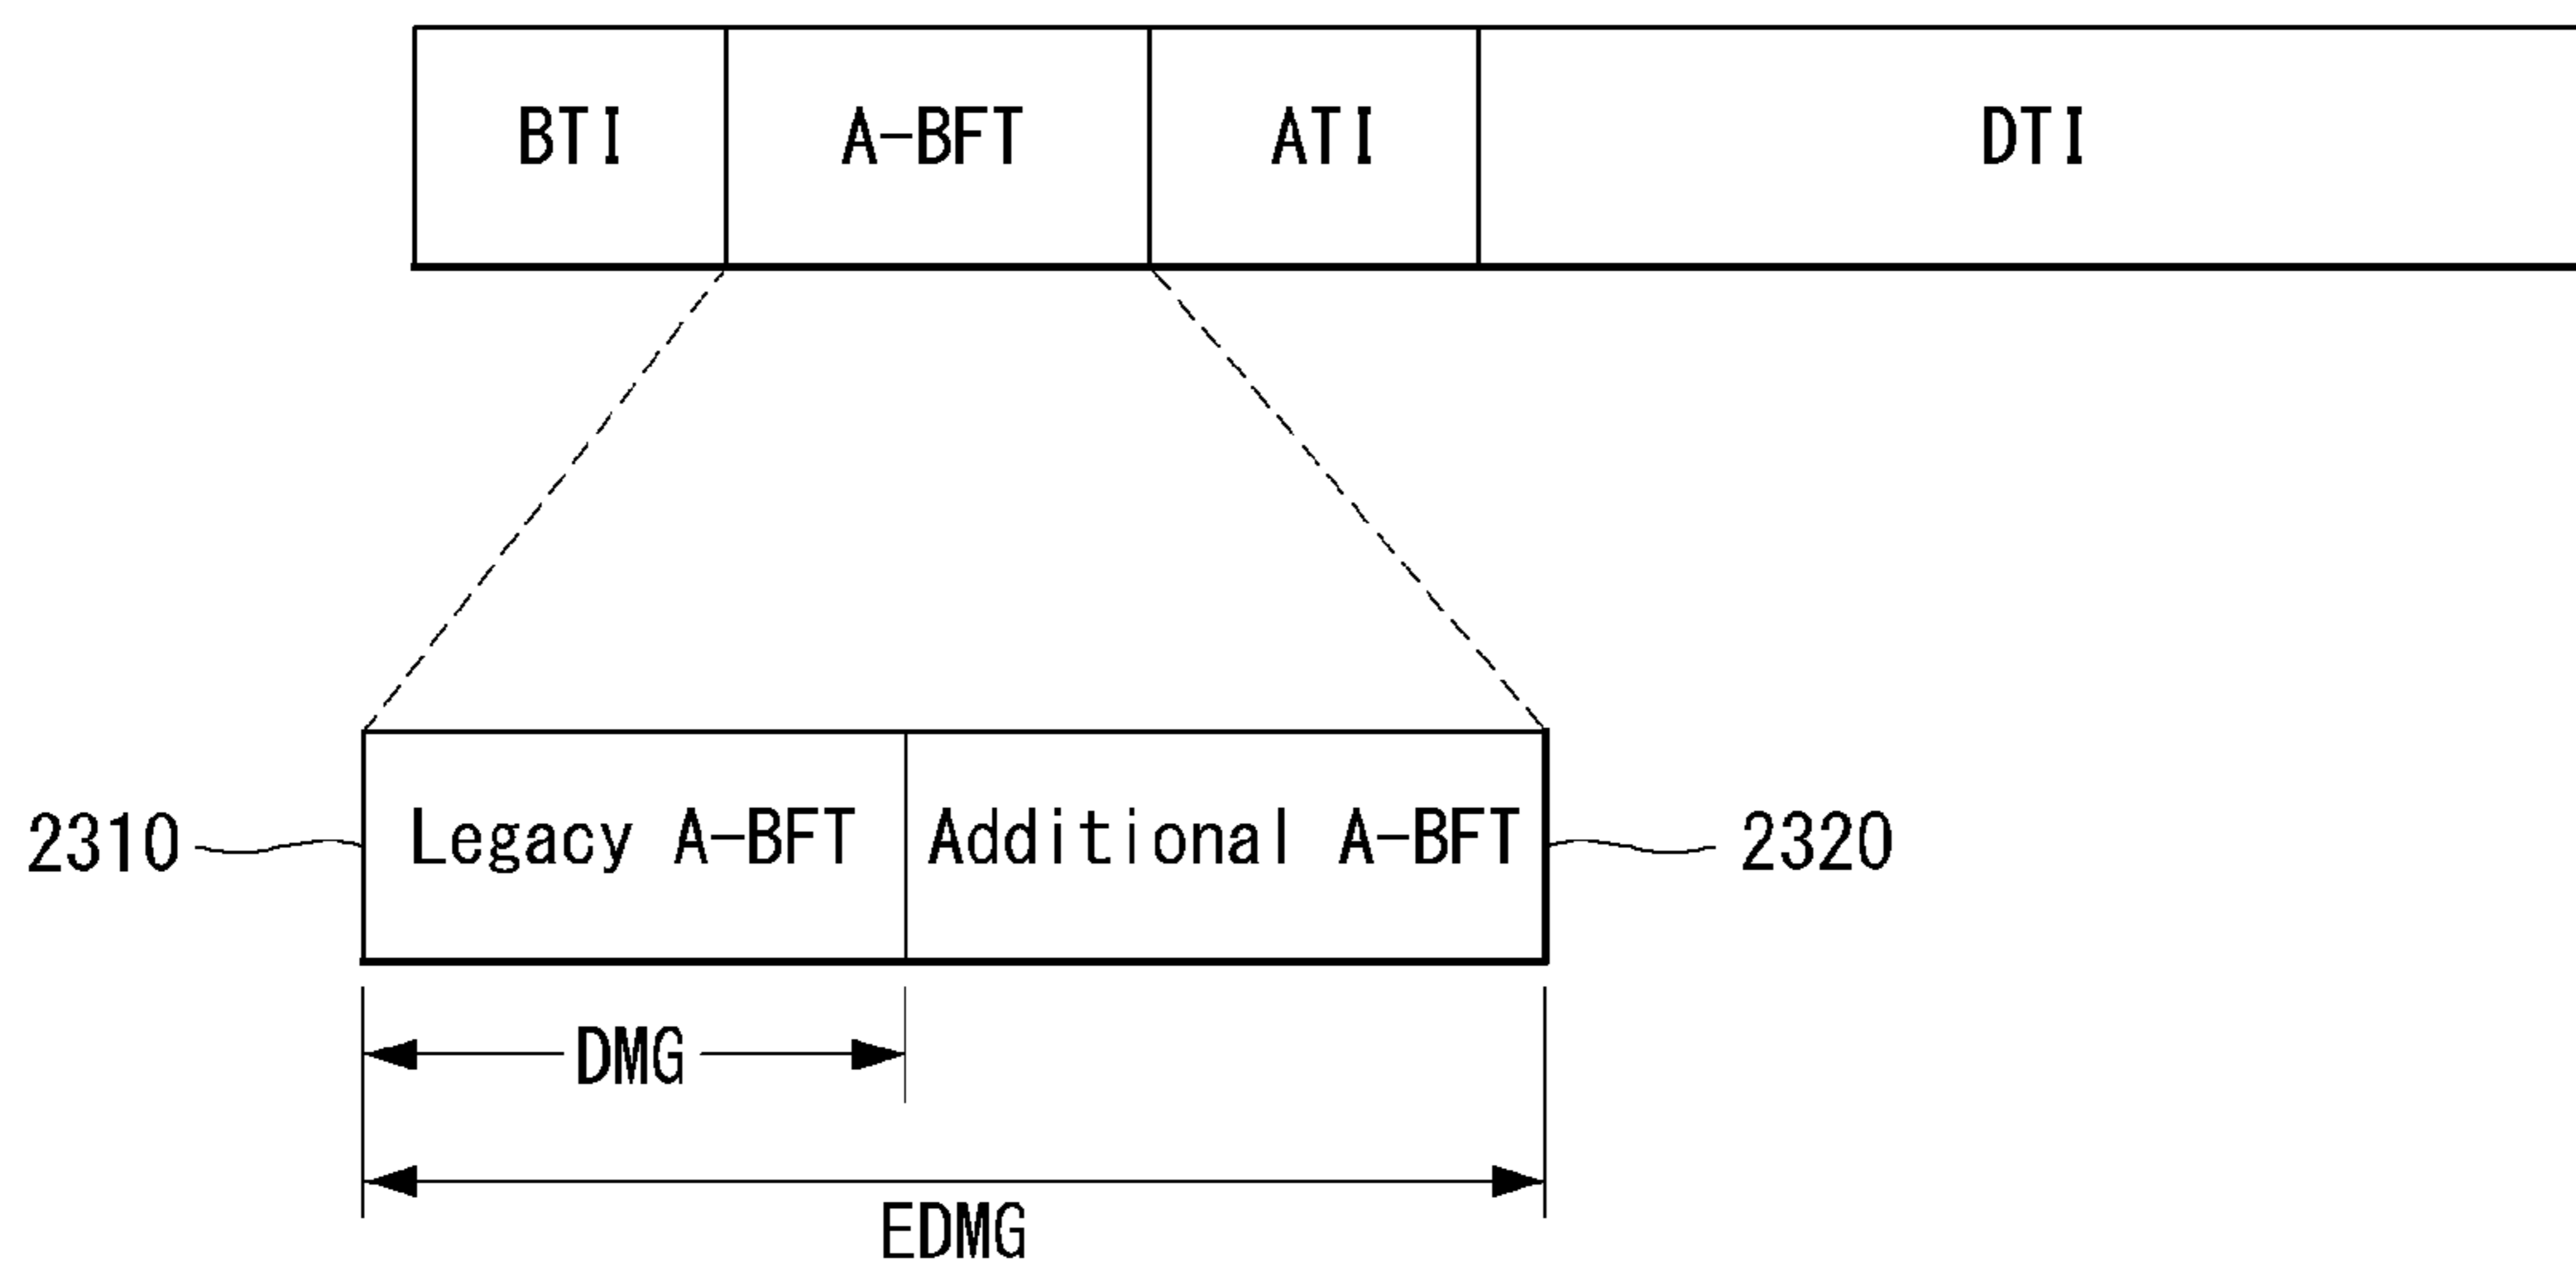 BTI A-BFT ATI DTI
2310 Legacy A-BFT Additional A-BFT 2320
DMG
EDMG